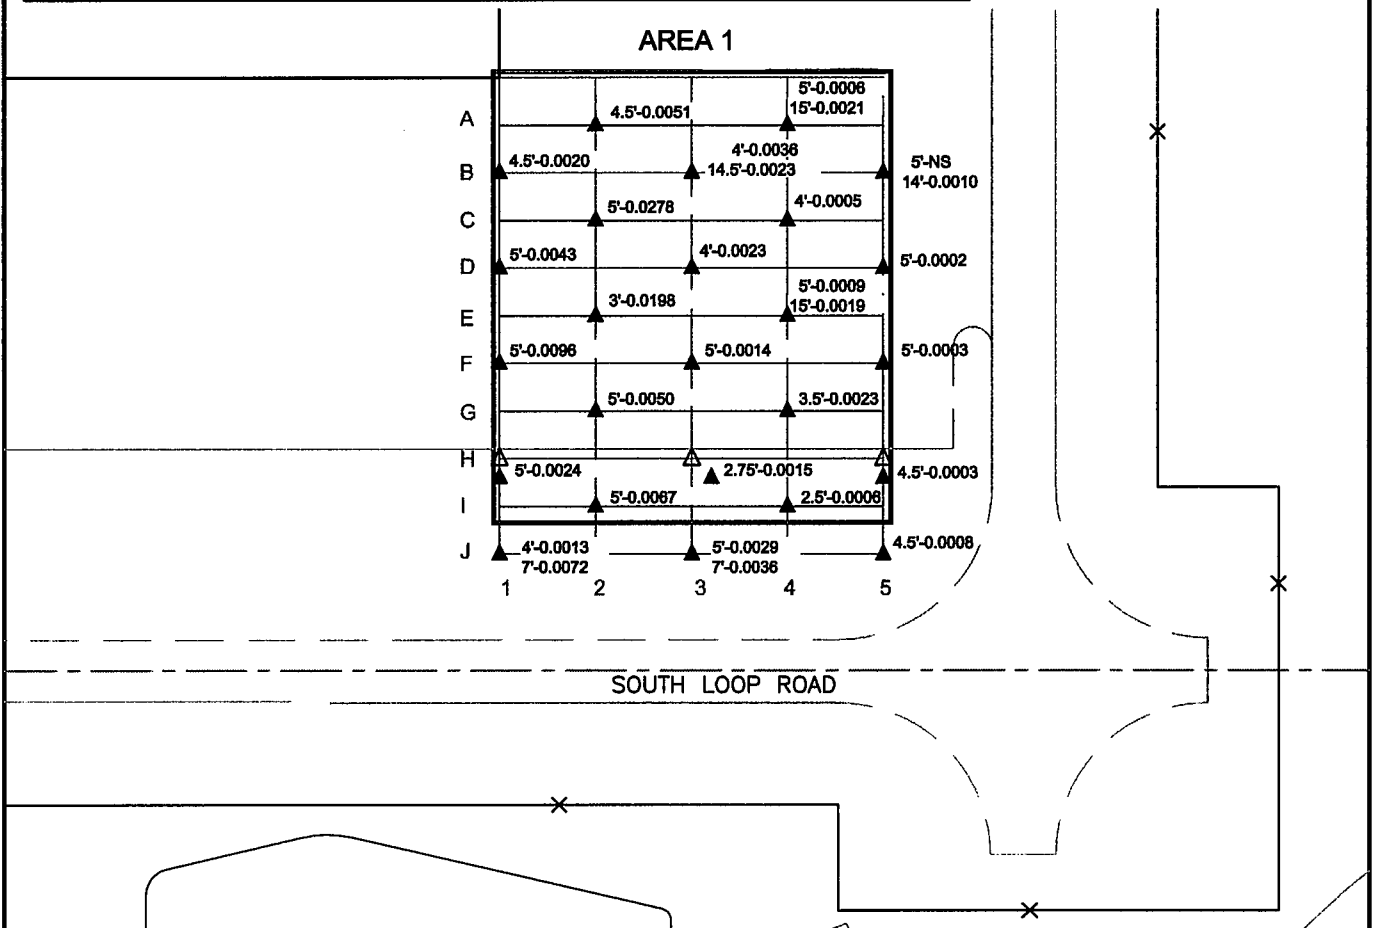 AREA 1
5'-0.0006
A 4.5'-0.0051 15'-0.0021
4'-0.0036
B 4.5'-0.0020 14.5'-0.0023 5'-NS
14'-0.0010
C 5'-0.0278 4'-0.0005
D 5'-0.0043 4'-0.0023 5'-0.0002
5'-0.0009
E 3'-0.0198 15'-0.0019
F 5'-0.0096 5'-0.0014 5'-0.0003
G 5'-0.0050 3.5'-0.0023
H 5'-0.0024 2.75'-0.0015 4.5'-0.0003
I 5'-0.0067 2.5'-0.0006
J 4'-0.0013 5'-0.0029 4.5'-0.0008
7'-0.0072 7'-0.0036
1 2 3 4 5
SOUTH LOOP ROAD